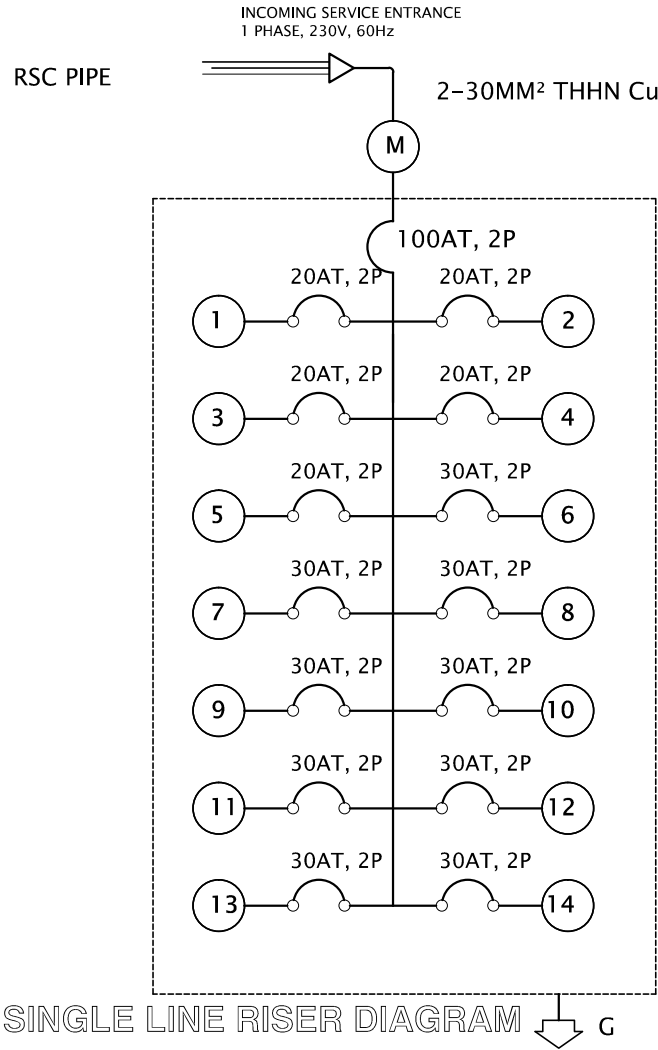 INCOMING SERVICE ENTRANCE
1 PHASE, 230V, 60Hz
RSC PIPE
2-30MM² THHN Cu
M
100AT, 2P
20AT, 2P 20AT, 2P
1 2
20AT, 2P 20AT, 2P
3 4
20AT, 2P 30AT, 2P
5 6
30AT, 2P 30AT, 2P
7 8
30AT, 2P 30AT, 2P
9 10
30AT, 2P 30AT, 2P
11 12
30AT, 2P 30AT, 2P
13 14
SINGLE LINE RISER DIAGRAM G